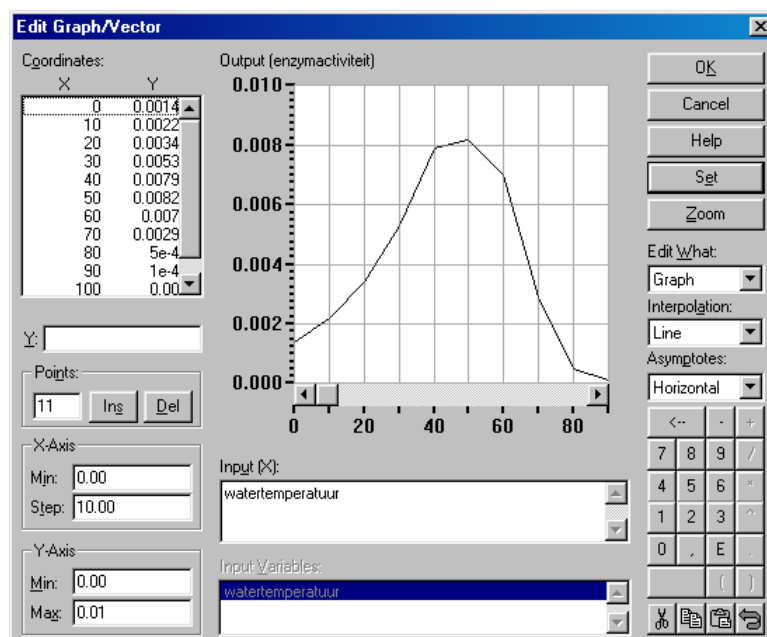 Edit Graph/Vector
Coordinates:
X Y
0 0.0014
10 0.0022
20 0.0034
30 0.0053
40 0.0079
50 0.0082
60 0.007
70 0.0029
80 5e-4
90 1e-4
100 0.00
Y:
Points:
11 Ins Del
X-Axis
Min: 0.00
Step: 10.00
Y-Axis
Min: 0.00
Max: 0.01
Output (enzymactiviteit)
0.010
0.008
0.006
0.004
0.002
0.000
0 20 40 60 80
Input (X):
watertemperatuur
Input Variables:
watertemperatuur
OK
Cancel
Help
Set
Zoom
Edit What:
Graph
Interpolation:
Line
Asymptotes:
Horizontal
<-- - +
7 8 9 /
4 5 6 *
1 2 3 ^
0 , E .
( )